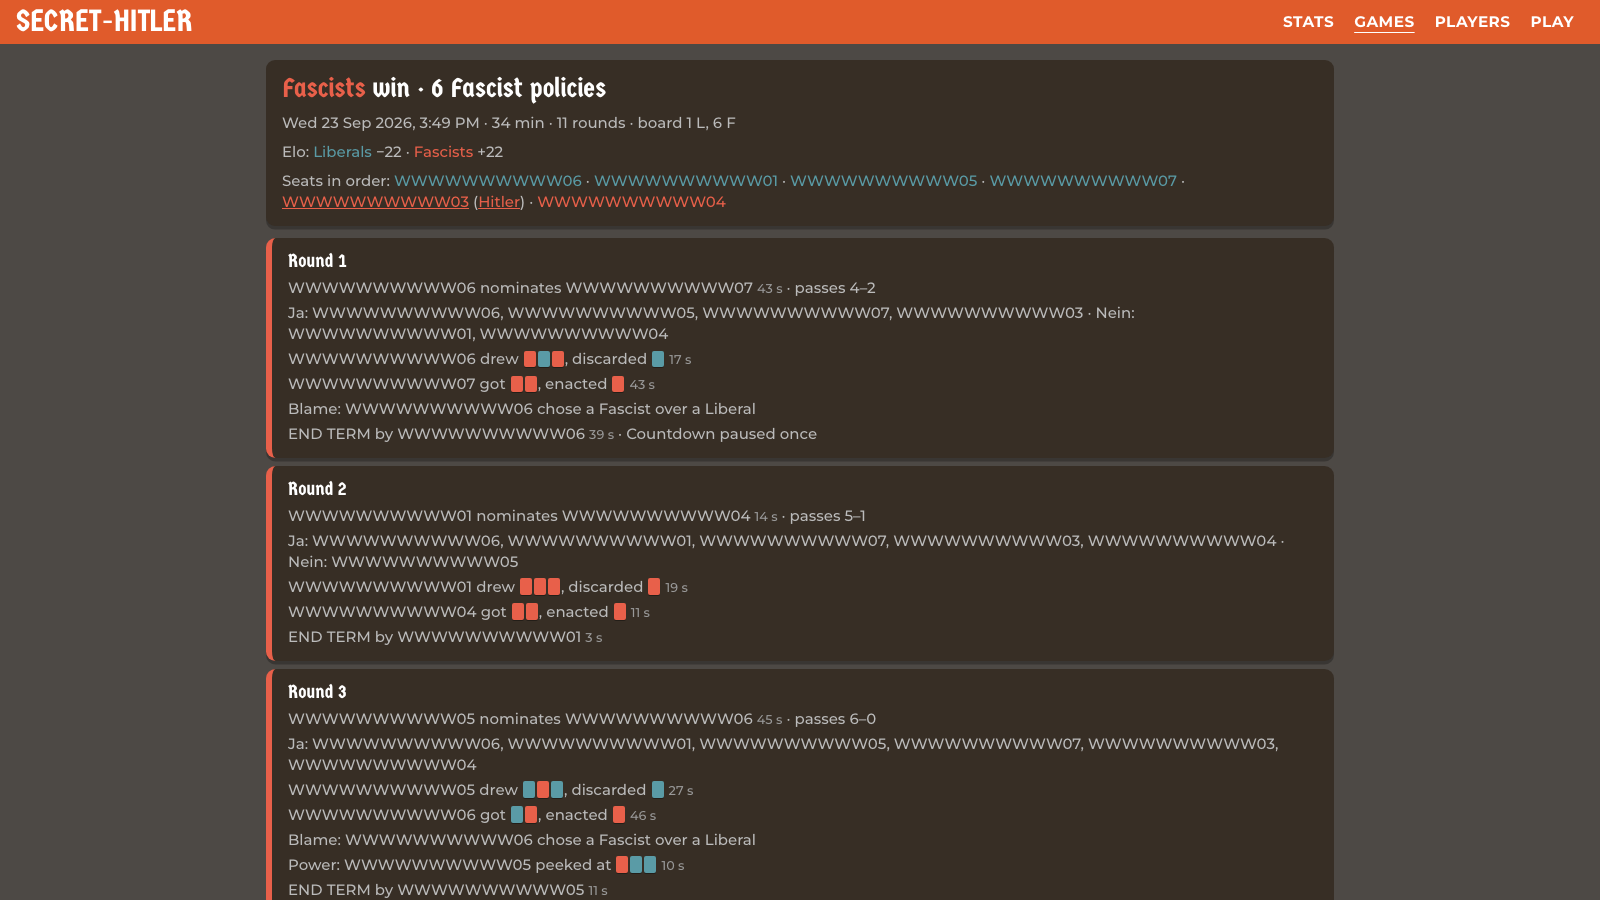 SECRET-HITLER
STATS GAMES PLAYERS PLAY
Fascists win · 6 Fascist policies
Wed 23 Sep 2026, 3:49 PM · 34 min · 11 rounds · board 1 L, 6 F
Elo: Liberals −22 · Fascists +22
Seats in order: WWWWWWWWWWW06 · WWWWWWWWWWW01 · WWWWWWWWWWW05 · WWWWWWWWWWW07 ·
WWWWWWWWWWW03 (Hitler) · WWWWWWWWWWW04
Round 1
WWWWWWWWWWW06 nominates WWWWWWWWWWW07 43 s · passes 4–2
Ja: WWWWWWWWWWW06, WWWWWWWWWWW05, WWWWWWWWWWW07, WWWWWWWWWWW03 · Nein:
WWWWWWWWWWW01, WWWWWWWWWWW04
WWWWWWWWWWW06 drew , discarded 17 s
WWWWWWWWWWW07 got , enacted 43 s
Blame: WWWWWWWWWWW06 chose a Fascist over a Liberal
END TERM by WWWWWWWWWWW06 39 s · Countdown paused once
Round 2
WWWWWWWWWWW01 nominates WWWWWWWWWWW04 14 s · passes 5–1
Ja: WWWWWWWWWWW06, WWWWWWWWWWW01, WWWWWWWWWWW07, WWWWWWWWWWW03, WWWWWWWWWWW04 ·
Nein: WWWWWWWWWWW05
WWWWWWWWWWW01 drew , discarded 19 s
WWWWWWWWWWW04 got , enacted 11 s
END TERM by WWWWWWWWWWW01 3 s
Round 3
WWWWWWWWWWW05 nominates WWWWWWWWWWW06 45 s · passes 6–0
Ja: WWWWWWWWWWW06, WWWWWWWWWWW01, WWWWWWWWWWW05, WWWWWWWWWWW07, WWWWWWWWWWW03,
WWWWWWWWWWW04
WWWWWWWWWWW05 drew , discarded 27 s
WWWWWWWWWWW06 got , enacted 46 s
Blame: WWWWWWWWWWW06 chose a Fascist over a Liberal
Power: WWWWWWWWWWW05 peeked at 10 s
END TERM by WWWWWWWWWWW05 11 s